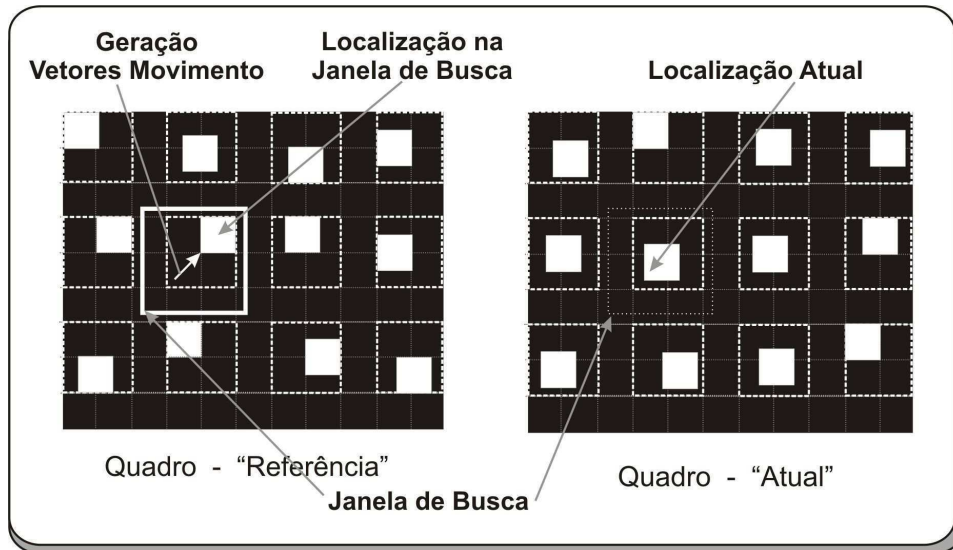 Geração
Vetores Movimento
Localização na
Janela de Busca
Localização Atual
Quadro - “Referência”
Quadro - “Atual”
Janela de Busca